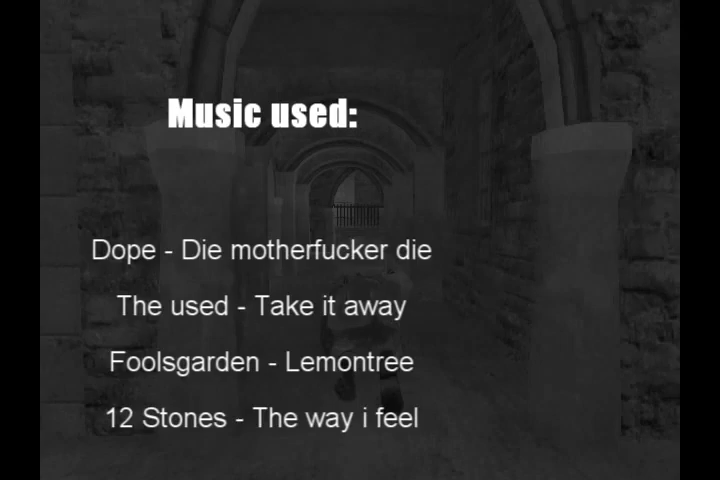 Music used:
Dope - Die motherfucker die
The used - Take it away
Foolsgarden - Lemontree
12 Stones - The way i feel